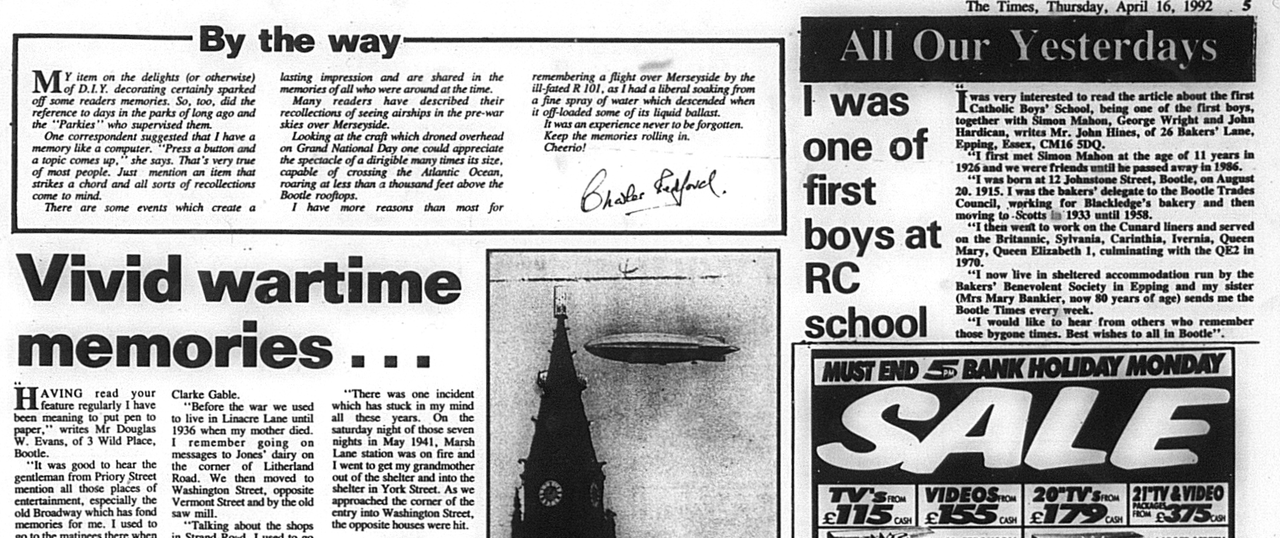 The Times, Thursday, April 16, 1992 5
By the way
MY item on the delights (or otherwise)
of D.I.Y. decorating certainly sparked
off some readers memories. So, too, did the
reference to days in the parks of long ago and
the "Parkies" who supervised them.
One correspondent suggested that I have a
memory like a computer. "Press a button and
a topic comes up," she says. That's very true
of most people. Just mention an item that
strikes a chord and all sorts of recollections
come to mind.
There are some events which create a
lasting impression and are shared in the
memories of all who were around at the time.
Many readers have described their
recollections of seeing airships in the pre-war
skies over Merseyside.
Looking at the craft which droned overhead
on Grand National Day one could appreciate
the spectacle of a dirigible many times its size,
capable of crossing the Atlantic Ocean,
roaring at less than a thousand feet above the
Bootle rooftops.
I have more reasons than most for
remembering a flight over Merseyside by the
ill-fated R 101, as I had a liberal soaking from
a fine spray of water which descended when
it off-loaded some of its liquid ballast.
It was an experience never to be forgotten.
Keep the memories rolling in.
Cheerio!
Vivid wartime
memories . . .
"HAVING read your
feature regularly I have
been meaning to put pen to
paper," writes Mr Douglas
W. Evans, of 3 Wild Place,
Bootle.
"It was good to hear the
gentleman from Priory Street
mention all those places of
entertainment, especially the
old Broadway which has fond
memories for me. I used to
go to the matinees there when
Clarke Gable.
"Before the war we used
to live in Linacre Lane until
1936 when my mother died.
I remember going on
messages to Jones' dairy on
the corner of Litherland
Road. We then moved to
Washington Street, opposite
Vermont Street and by the old
saw mill.
"Talking about the shops
in Strand Road, I used to go
"There was one incident
which has stuck in my mind
all these years. On the
saturday night of those seven
nights in May 1941, Marsh
Lane station was on fire and
I went to get my grandmother
out of the shelter and into the
shelter in York Street. As we
approached the corner of the
entry into Washington Street,
the opposite houses were hit.
All Our Yesterdays
I was
one of
first
boys at
RC
school
I was very interested to read the article about the first
Catholic Boys' School, being one of the first boys,
together with Simon Mahon, George Wright and John
Hardican, writes Mr. John Hines, of 26 Bakers' Lane,
Epping, Essex, CM16 5DQ.
"I first met Simon Mahon at the age of 11 years in
1926 and we were friends until he passed away in 1986.
"I was born at 12 Johnstone Street, Bootle, on August
20. 1915. I was the bakers' delegate to the Bootle Trades
Council, working for Blackledge's bakery and then
moving to Scotts in 1933 until 1958.
"I then went to work on the Cunard liners and served
on the Britannic, Sylvania, Carinthia, Ivernia, Queen
Mary, Queen Elizabeth 1, culminating with the QE2 in
1970.
"I now live in sheltered accommodation run by the
Bakers' Benevolent Society in Epping and my sister
(Mrs Mary Bankier, now 80 years of age) sends me the
Bootle Times every week.
"I would like to hear from others who remember
those bygone times. Best wishes to all in Bootle".
MUST END 5PM BANK HOLIDAY MONDAY
SALE
TV's FROM £115 CASH
VIDEOS FROM £155 CASH
20" TV's FROM £179 CASH
21" TV & VIDEO PACKAGES FROM £375 CASH